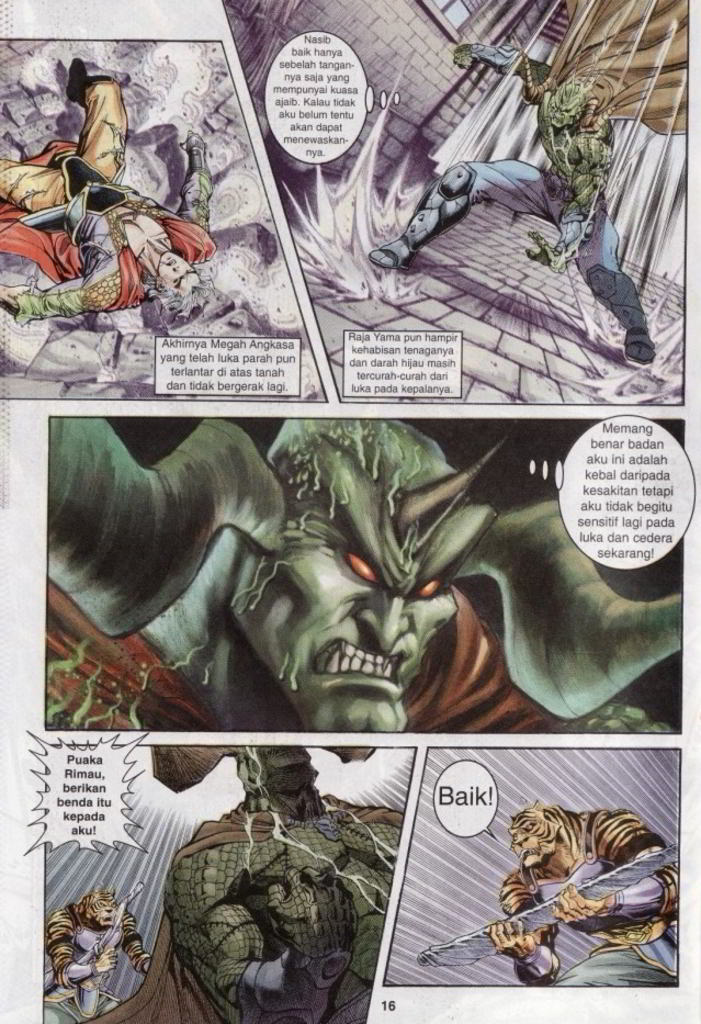 Nasib
baik hanya
sebelah tangan-
nya saja yang
mempunyai kuasa
ajaib. Kalau tidak
aku belum tentu
akan dapat
menewaskan-
nya.
Akhirnya Megah Angkasa
yang telah luka parah pun
terlantar di atas tanah
dan tidak bergerak lagi.
Raja Yama pun hampir
kehabisan tenaganya
dan darah hijau masih
tercurah-curah dari
luka pada kepalanya.
Memang
benar badan
aku ini adalah
kebal daripada
kesakitan tetapi
aku tidak begitu
sensitif lagi pada
luka dan cedera
sekarang!
Puaka
Rimau,
berikan
benda itu
kepada
aku!
Baik!
16